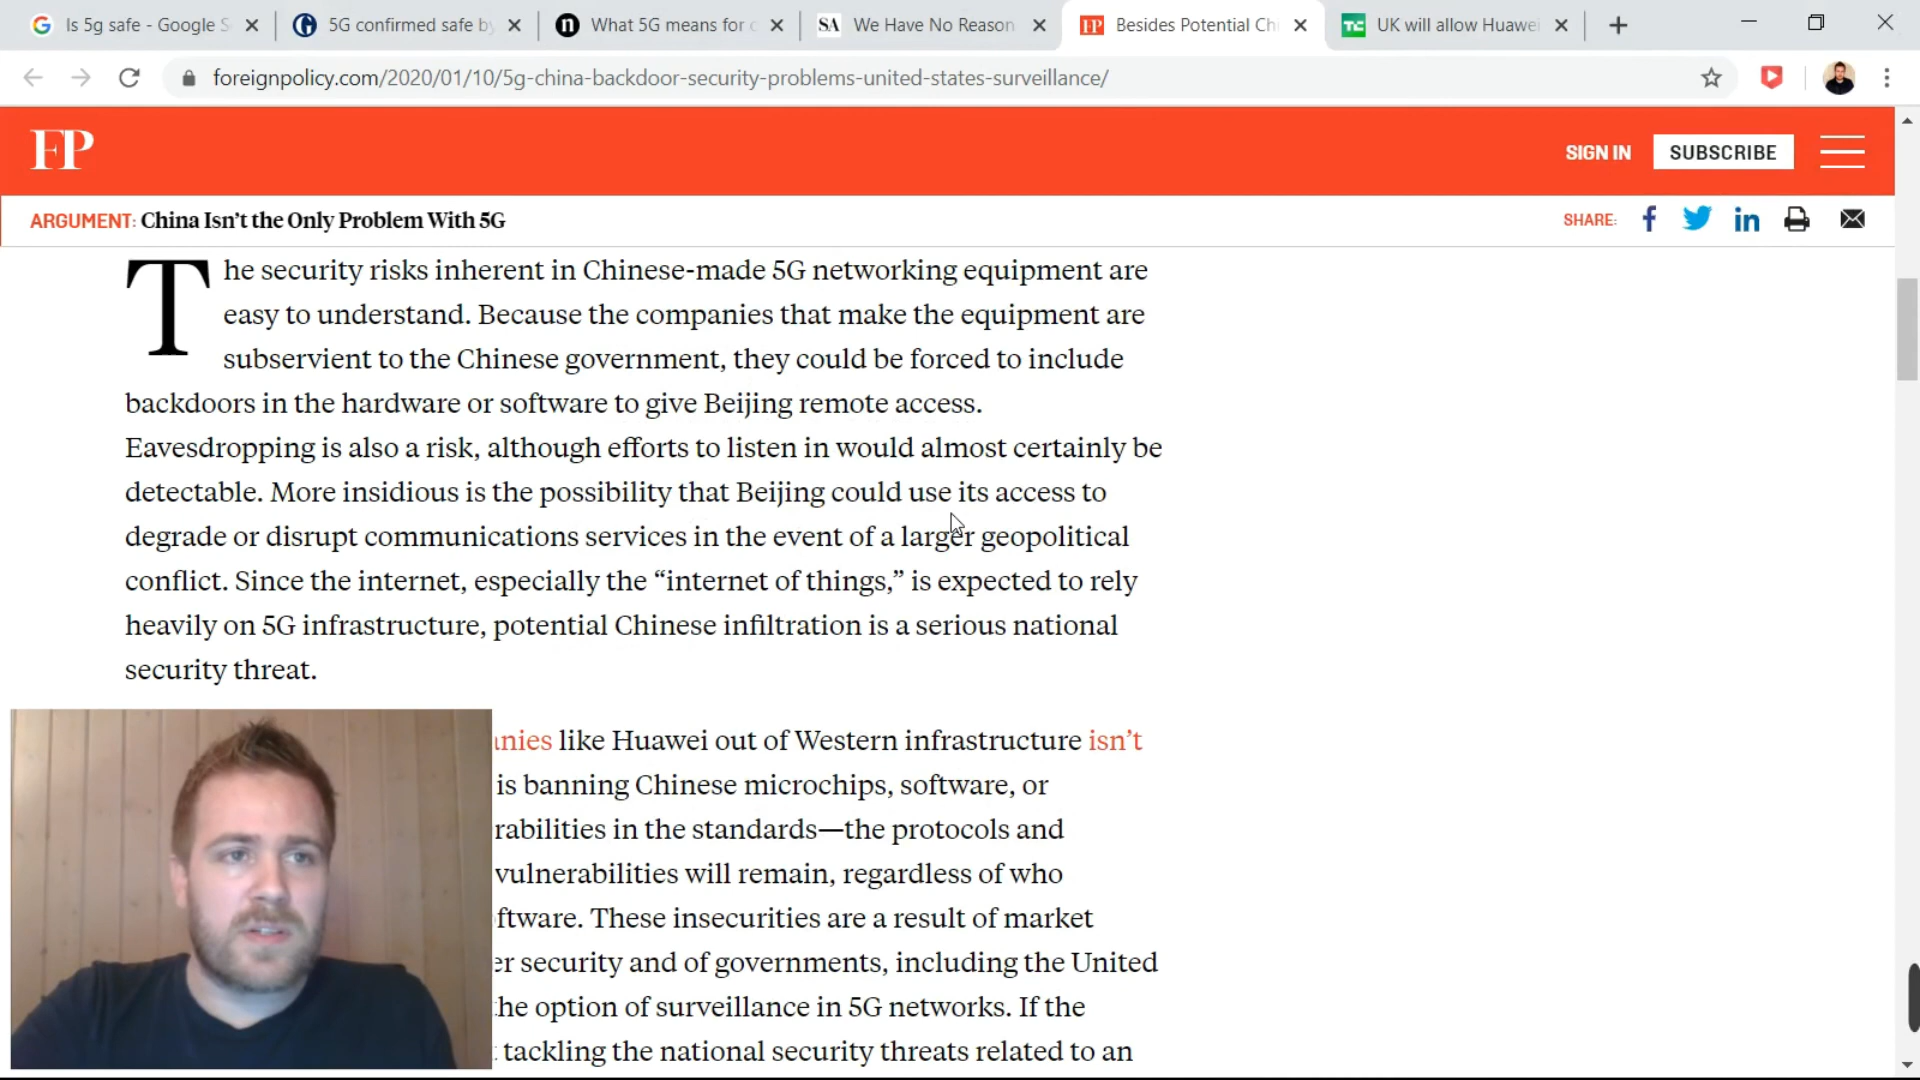 Is 5g safe - Google S
5G confirmed safe by
What 5G means for
SA We Have No Reason
FP Besides Potential Ch
TC UK will allow Huawei
foreignpolicy.com/2020/01/10/5g-china-backdoor-security-problems-united-states-surveillance/
FP
SIGN IN
SUBSCRIBE
ARGUMENT: China Isn’t the Only Problem With 5G
SHARE:
The security risks inherent in Chinese-made 5G networking equipment are
easy to understand. Because the companies that make the equipment are
subservient to the Chinese government, they could be forced to include
backdoors in the hardware or software to give Beijing remote access.
Eavesdropping is also a risk, although efforts to listen in would almost certainly be
detectable. More insidious is the possibility that Beijing could use its access to
degrade or disrupt communications services in the event of a larger geopolitical
conflict. Since the internet, especially the “internet of things,” is expected to rely
heavily on 5G infrastructure, potential Chinese infiltration is a serious national
security threat.
nies like Huawei out of Western infrastructure isn’t
is banning Chinese microchips, software, or
rabilities in the standards—the protocols and
vulnerabilities will remain, regardless of who
ftware. These insecurities are a result of market
er security and of governments, including the United
he option of surveillance in 5G networks. If the
tackling the national security threats related to an